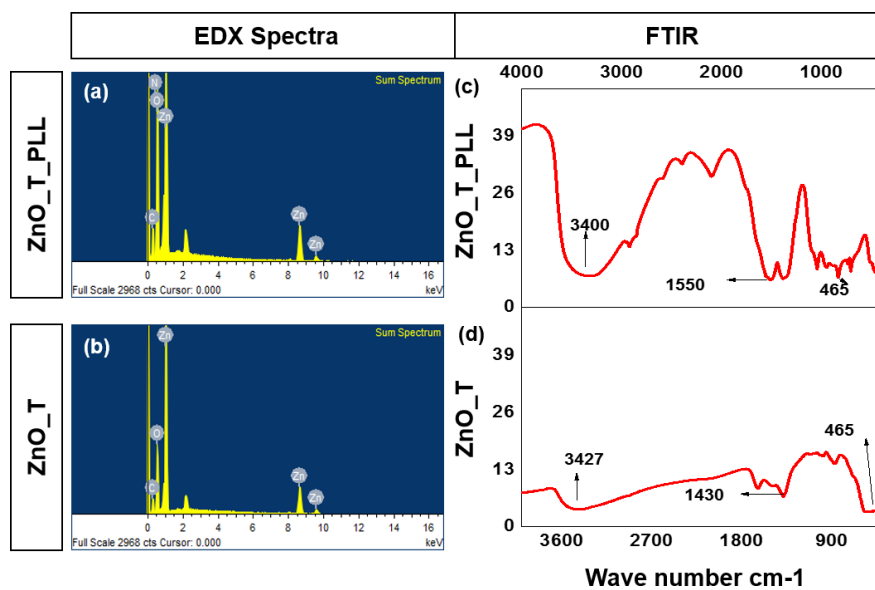 EDX Spectra
FTIR
ZnO_T_PLL
(a)
Sum Spectrum
N
O
Zn
C
Zn
Zn
0 2 4 6 8 10 12 14 16
Full Scale 2968 cts Cursor: 0.000
keV
4000 3000 2000 1000
(c)
ZnO_T_PLL
39
26
13
0
3400
1550
465
ZnO_T
(b)
Sum Spectrum
Zn
O
C
Zn
Zn
0 2 4 6 8 10 12 14 16
Full Scale 2968 cts Cursor: 0.000
keV
(d)
ZnO_T
39
26
13
0
3427
1430
465
3600 2700 1800 900
Wave number cm-1